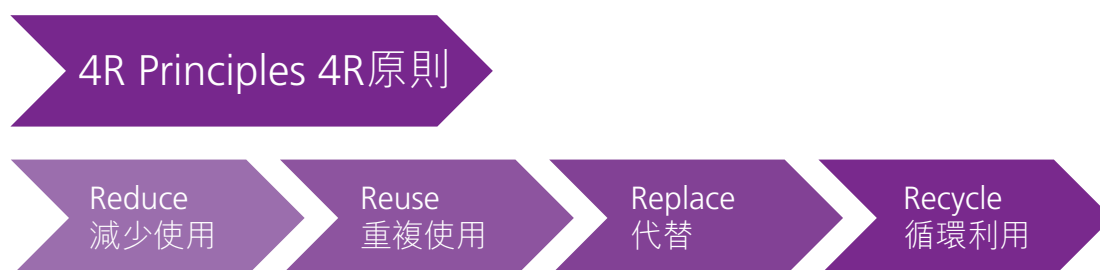 4R Principles 4R原則
Reduce
減少使用
Reuse
重複使用
Replace
代替
Recycle
循環利用